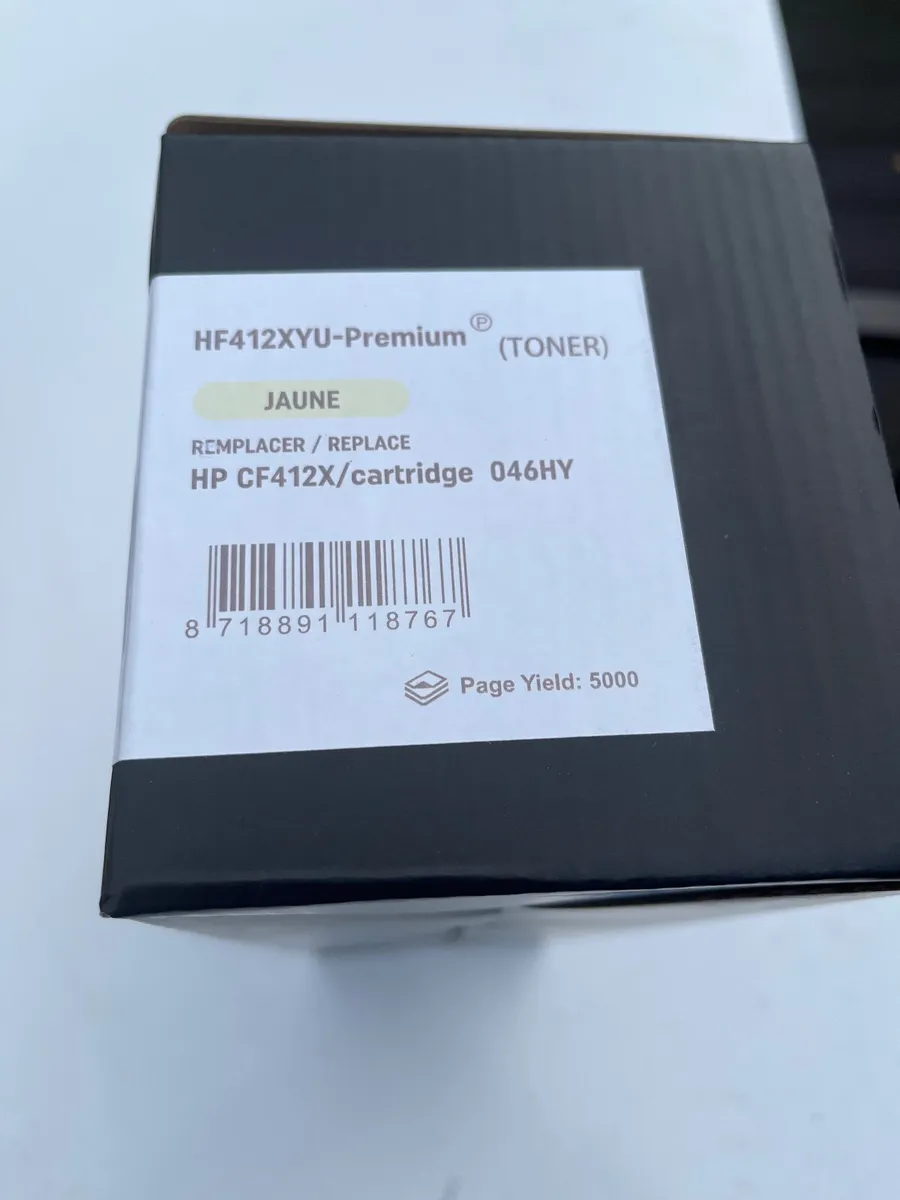 HF412XYU-Premium Ⓟ (TONER)
JAUNE
REMPLACER / REPLACE
HP CF412X/cartridge 046HY
8 718891 118767
Page Yield: 5000